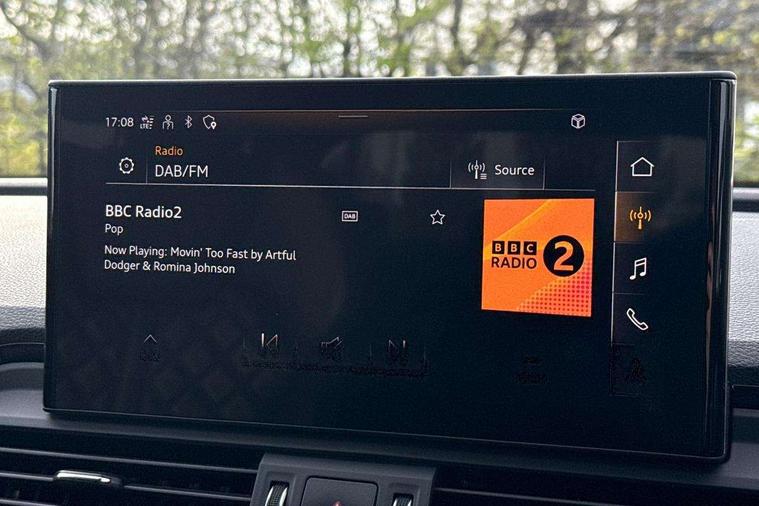 17:08 LTE
Radio
DAB/FM
Source
BBC Radio2
DAB
Pop
Now Playing: Movin' Too Fast by Artful
Dodger & Romina Johnson
BBC
RADIO 2